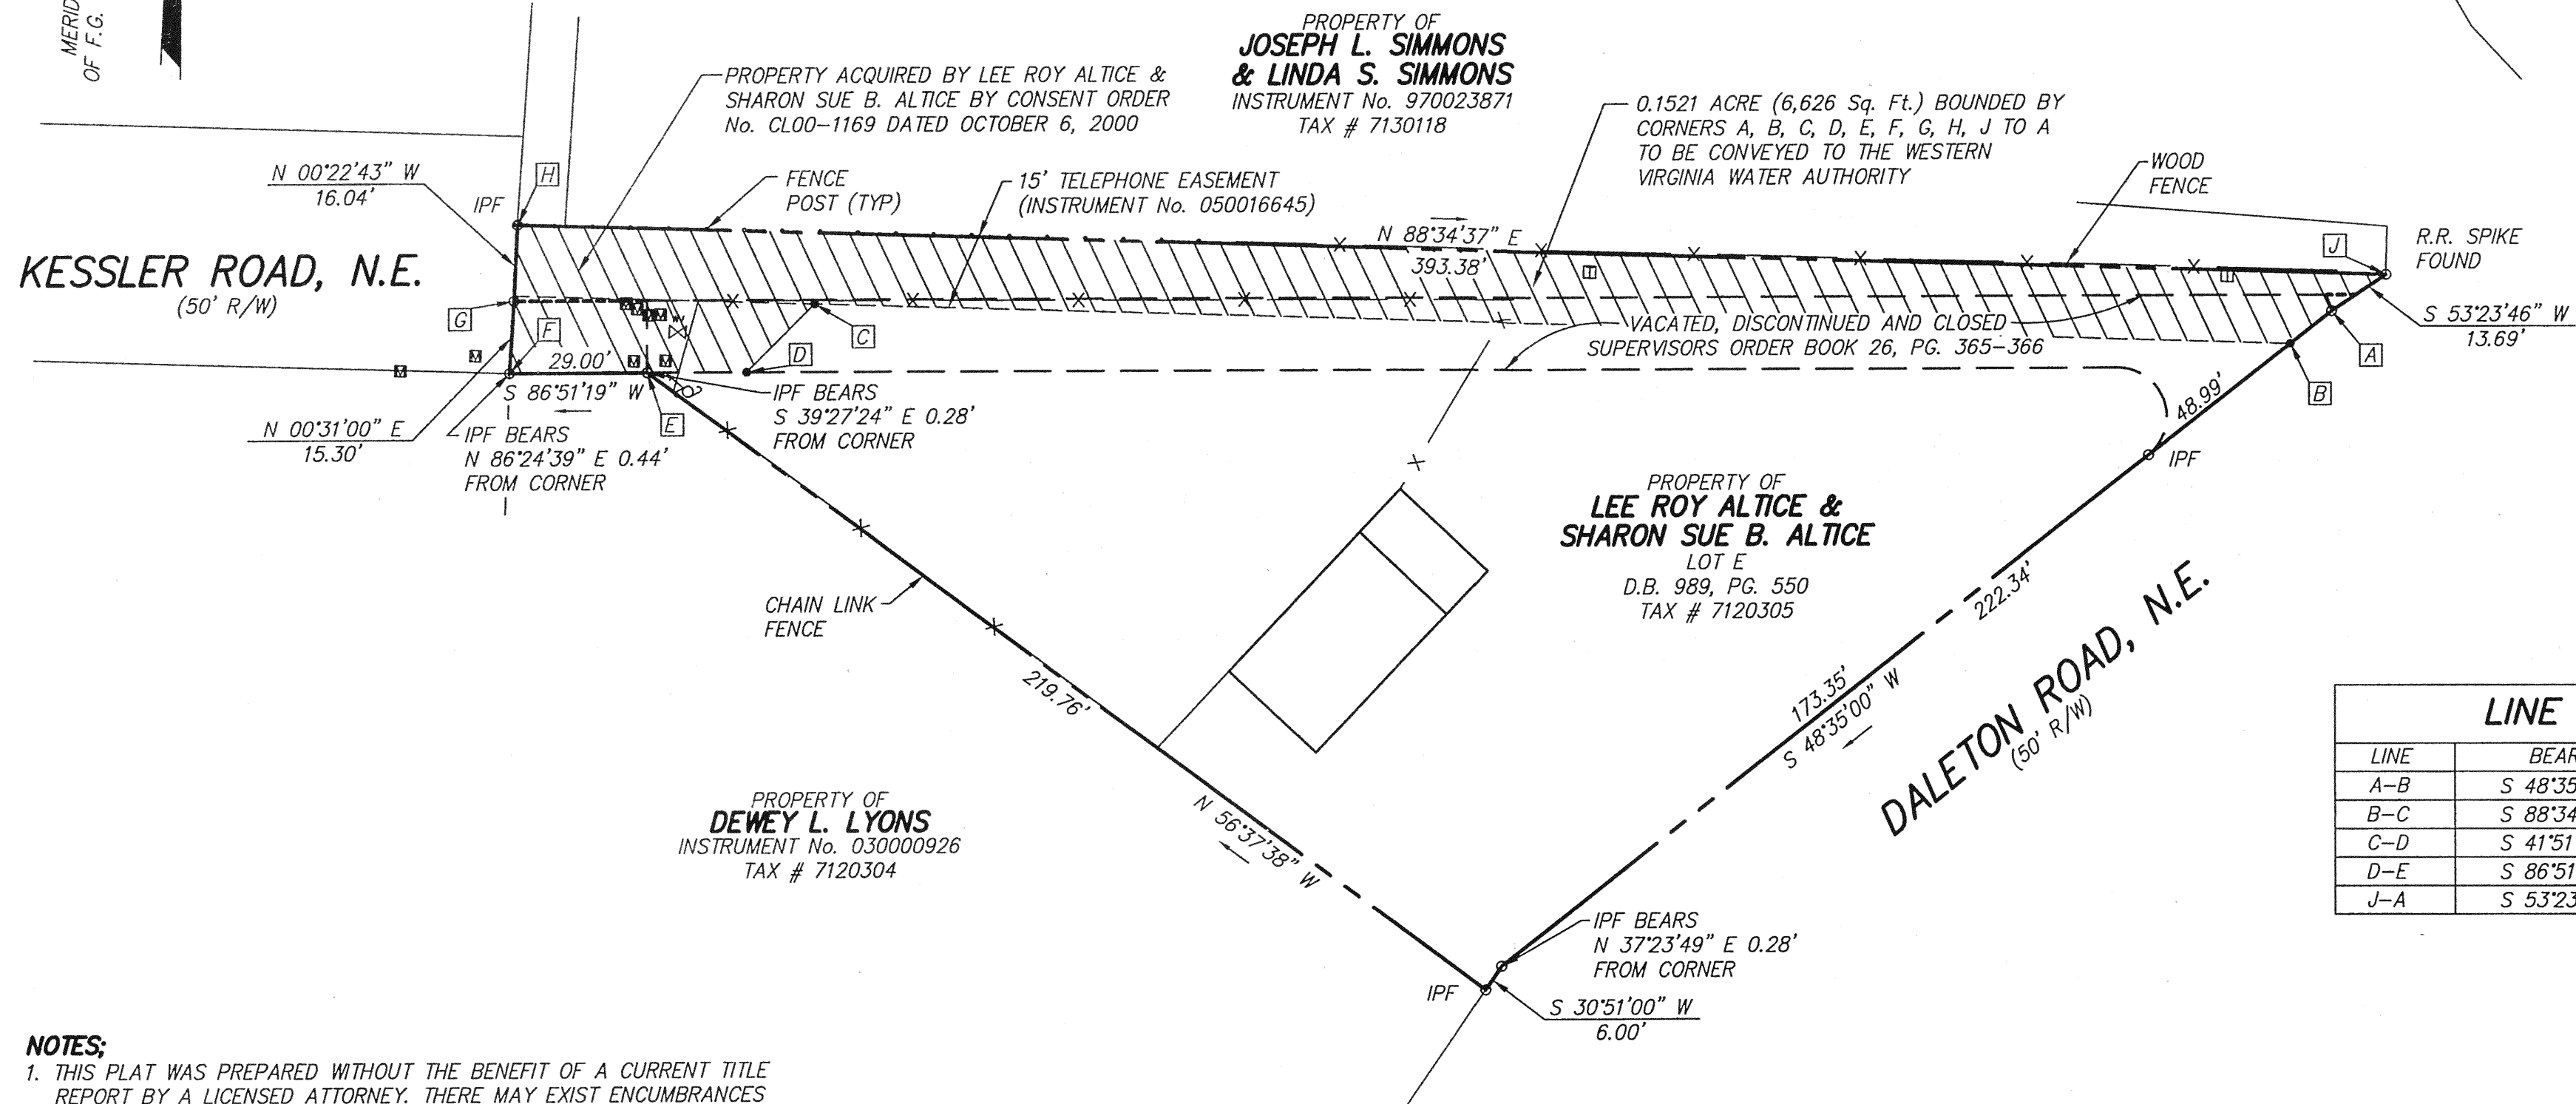 MERID
OF F.G.
PROPERTY OF
JOSEPH L. SIMMONS
& LINDA S. SIMMONS
INSTRUMENT No. 970023871
TAX # 7130118
PROPERTY ACQUIRED BY LEE ROY ALTICE &
SHARON SUE B. ALTICE BY CONSENT ORDER
No. CL00-1169 DATED OCTOBER 6, 2000
0.1521 ACRE (6,626 Sq. Ft.) BOUNDED BY
CORNERS A, B, C, D, E, F, G, H, J TO A
TO BE CONVEYED TO THE WESTERN
VIRGINIA WATER AUTHORITY
WOOD
FENCE
N 00°22'43" W
16.04'
H
IPF
FENCE
POST (TYP)
15' TELEPHONE EASEMENT
(INSTRUMENT No. 050016645)
N 88°34'37" E
393.38'
J
R.R. SPIKE
FOUND
KESSLER ROAD, N.E.
(50' R/W)
T
T
G
F
M
M
M
M
WV
C
D
VACATED, DISCONTINUED AND CLOSED
SUPERVISORS ORDER BOOK 26, PG. 365-366
S 53°23'46" W
13.69'
A
B
M
M
M
M
29.00'
S 86°51'19" W
E
IPF BEARS
S 39°27'24" E 0.28'
FROM CORNER
N 00°31'00" E
15.30'
IPF BEARS
N 86°24'39" E 0.44'
FROM CORNER
48.99'
IPF
PROPERTY OF
LEE ROY ALTICE &
SHARON SUE B. ALTICE
LOT E
D.B. 989, PG. 550
TAX # 7120305
CHAIN LINK
FENCE
222.34'
219.76'
173.35'
S 48°35'00" W
DALETON ROAD, N.E.
(50' R/W)
N 56°37'38" W
PROPERTY OF
DEWEY L. LYONS
INSTRUMENT No. 030000926
TAX # 7120304
LINE
LINE BEAR
A-B S 48°35
B-C S 88°34
C-D S 41°51
D-E S 86°51
J-A S 53°23
IPF BEARS
N 37°23'49" E 0.28'
FROM CORNER
IPF
S 30°51'00" W
6.00'
NOTES;
1. THIS PLAT WAS PREPARED WITHOUT THE BENEFIT OF A CURRENT TITLE
REPORT BY A LICENSED ATTORNEY. THERE MAY EXIST ENCUMBRANCES